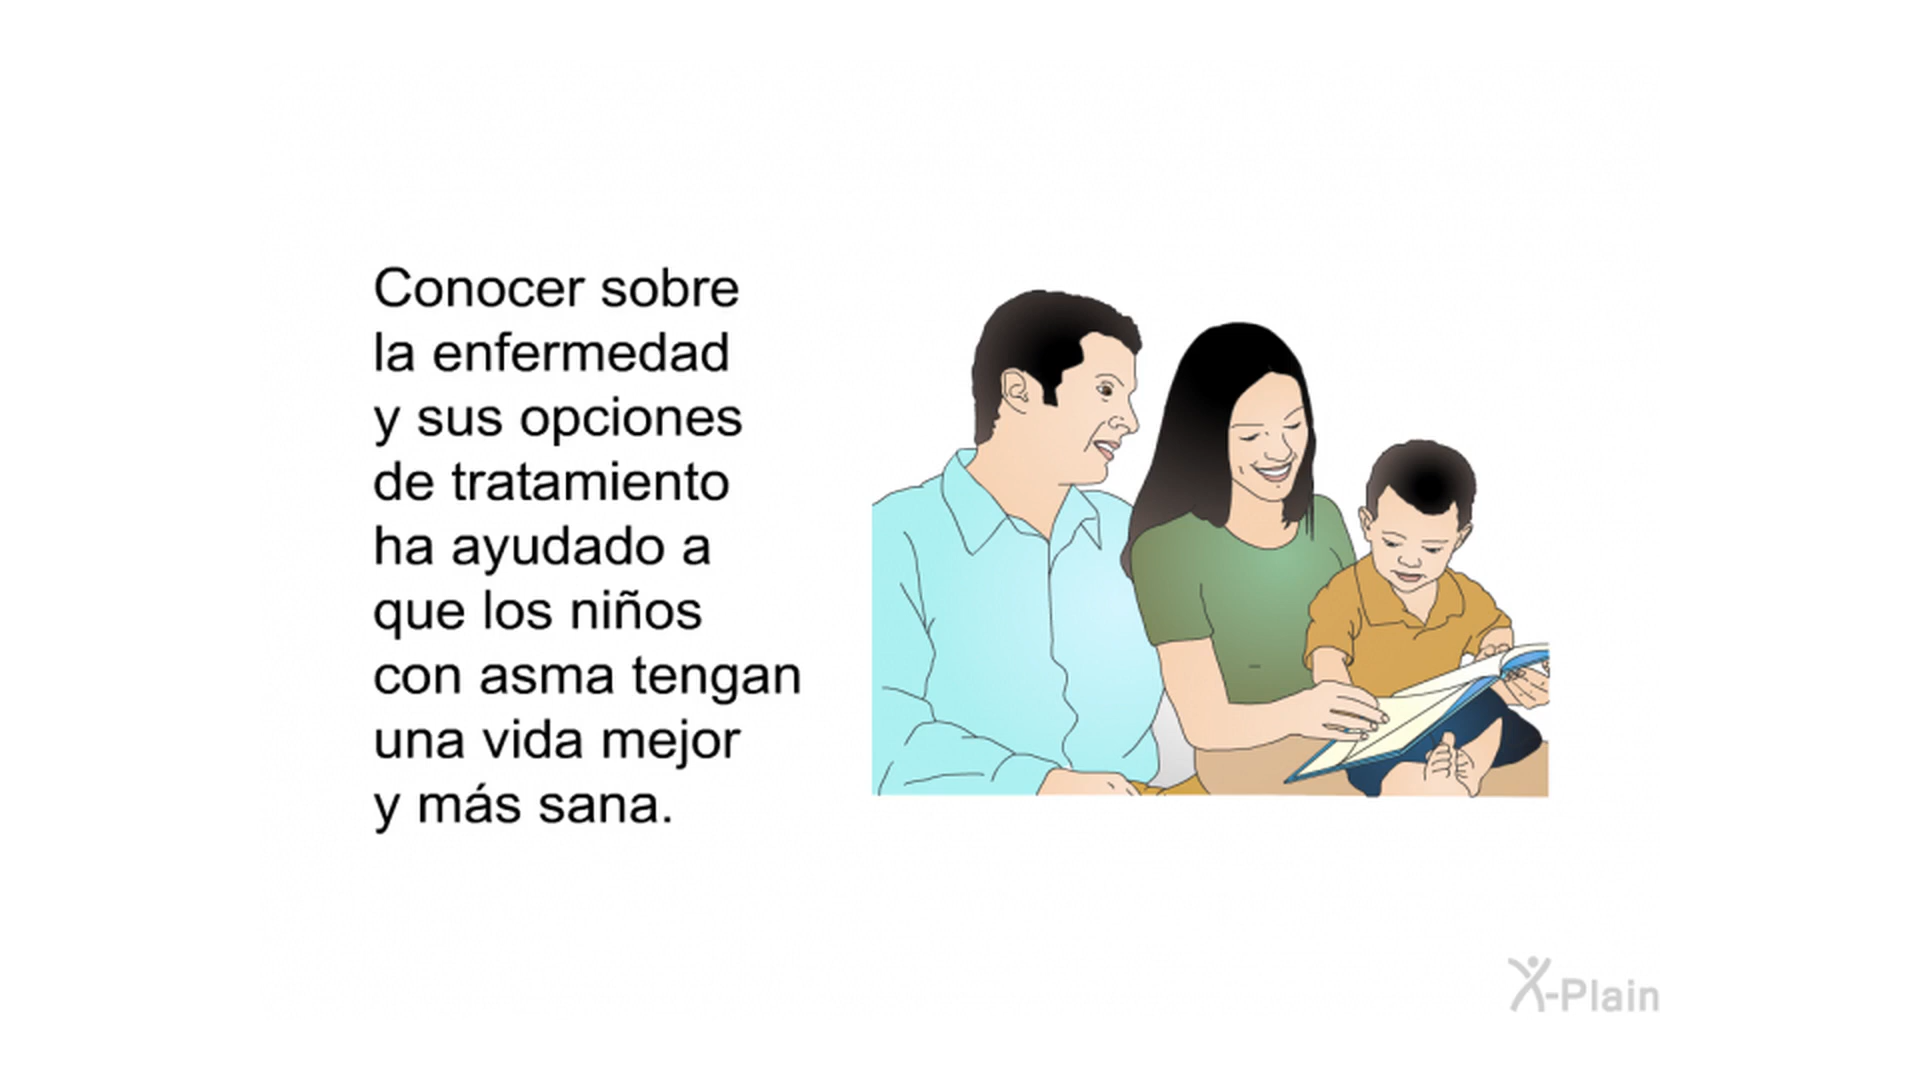 Conocer sobre
la enfermedad
y sus opciones
de tratamiento
ha ayudado a
que los niños
con asma tengan
una vida mejor
y más sana.
X-Plain